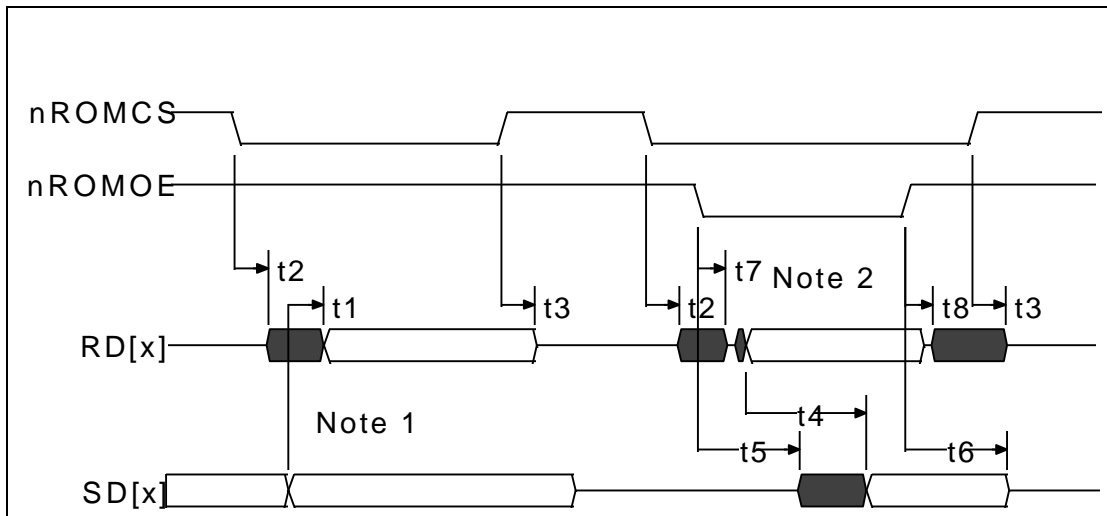 nROMCS
nROMOE
t2
t7
Note 2
t1
t3
t2
t8
t3
RD[x]
Note 1
t4
t5
t6
SD[x]